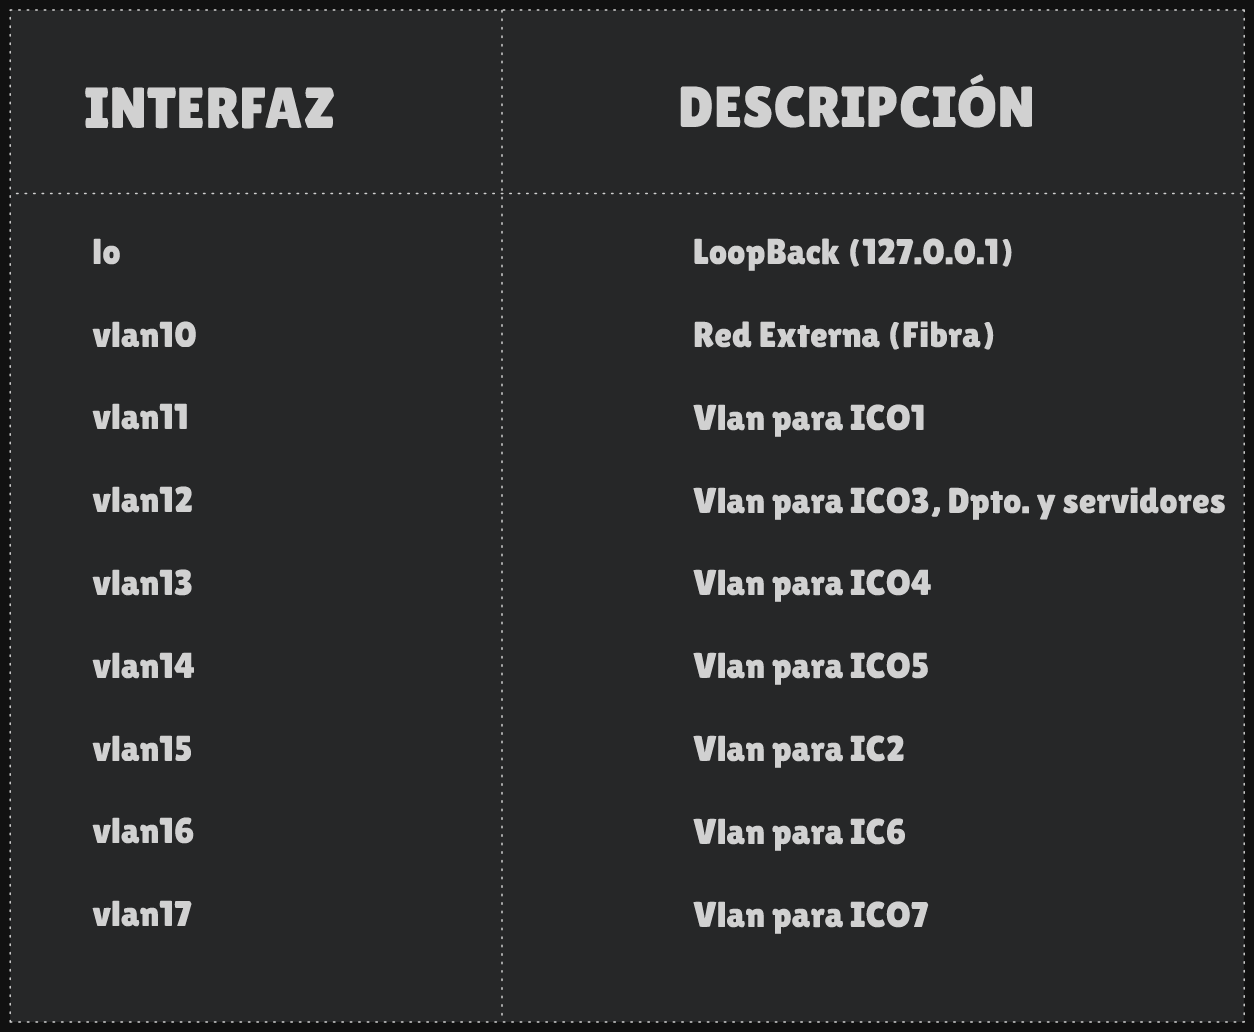 INTERFAZ DESCRIPCIÓN
lo LoopBack (127.0.0.1)
vlan10 Red Externa (Fibra)
vlan11 Vlan para ICO1
vlan12 Vlan para ICO3, Dpto. y servidores
vlan13 Vlan para ICO4
vlan14 Vlan para ICO5
vlan15 Vlan para IC2
vlan16 Vlan para IC6
vlan17 Vlan para ICO7